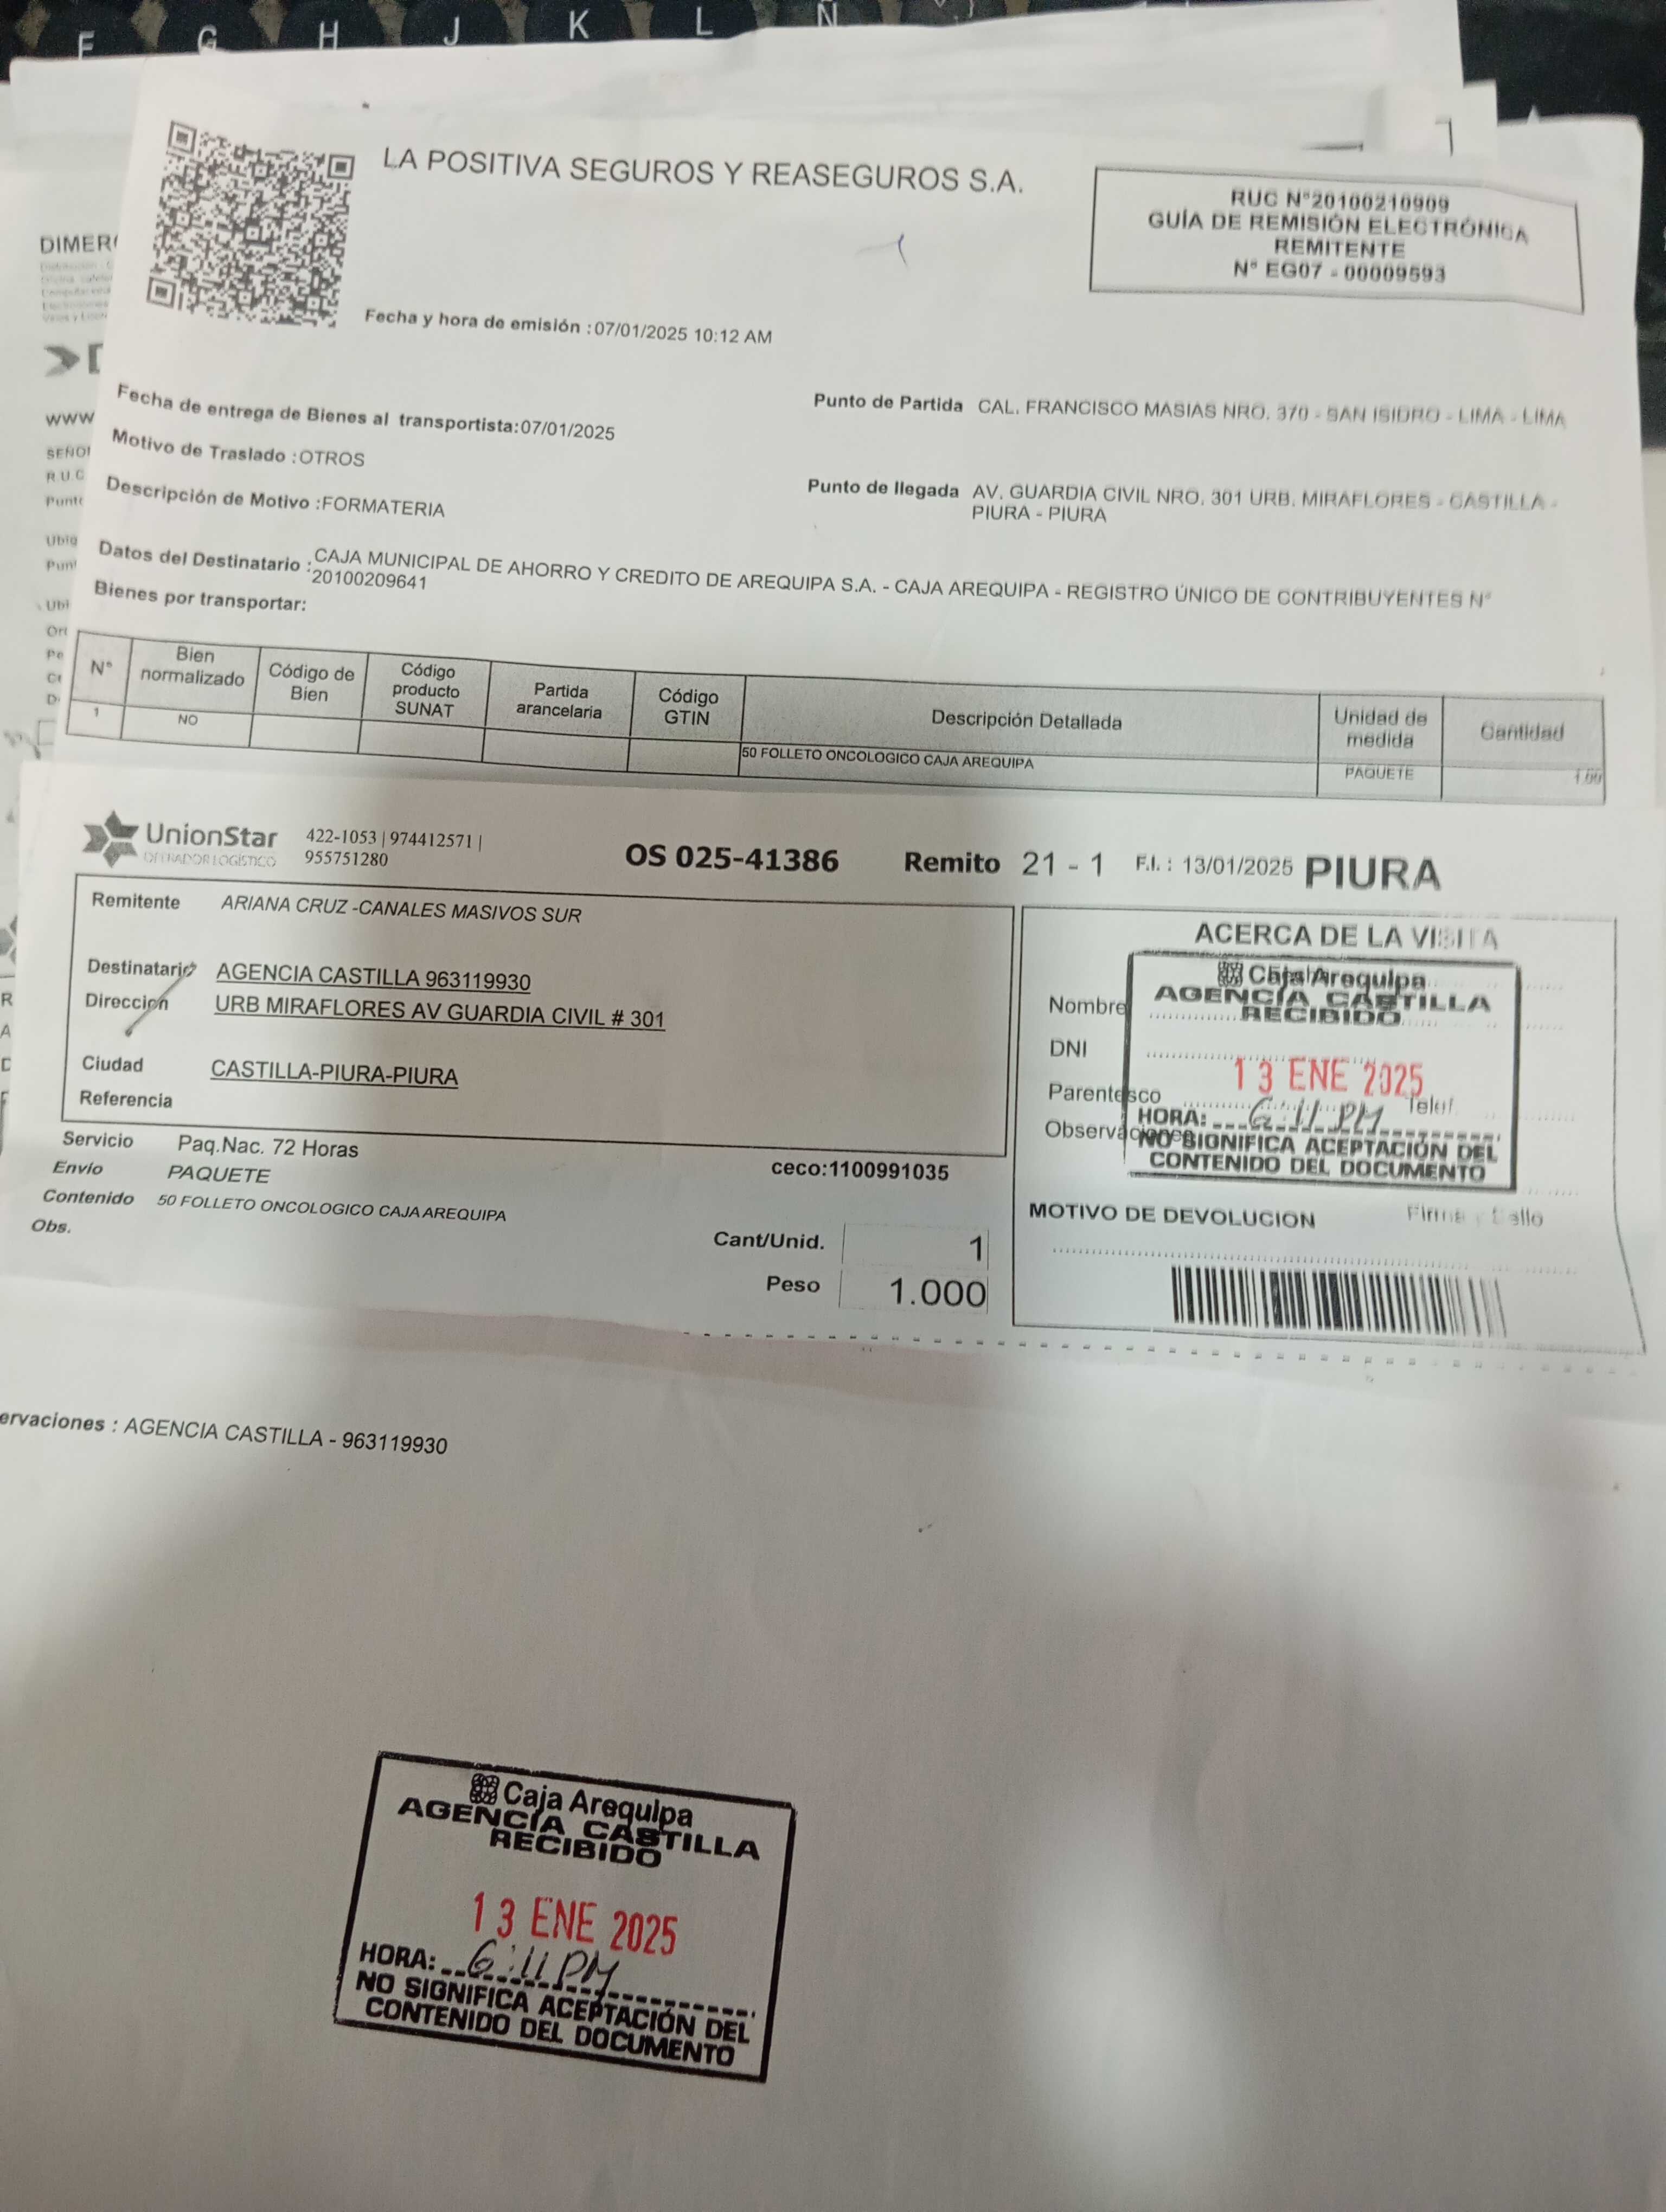 F G H J K L Ñ
LA POSITIVA SEGUROS Y REASEGUROS S.A.
RUC N°20100210909
GUÍA DE REMISIÓN ELECTRÓNICA
REMITENTE
N° EG07 - 00009593
Fecha y hora de emisión :07/01/2025 10:12 AM
Fecha de entrega de Bienes al transportista:07/01/2025
Punto de Partida CAL. FRANCISCO MASIAS NRO. 370 - SAN ISIDRO - LIMA - LIMA
Motivo de Traslado :OTROS
Descripción de Motivo :FORMATERIA
Punto de llegada AV. GUARDIA CIVIL NRO. 301 URB. MIRAFLORES - CASTILLA -
PIURA - PIURA
Datos del Destinatario :CAJA MUNICIPAL DE AHORRO Y CREDITO DE AREQUIPA S.A. - CAJA AREQUIPA - REGISTRO ÚNICO DE CONTRIBUYENTES N°
20100209641
Bienes por transportar:
N° Bien normalizado Código de Bien Código producto SUNAT Partida arancelaria Código GTIN Descripción Detallada Unidad de medida Cantidad
1 NO 50 FOLLETO ONCOLOGICO CAJA AREQUIPA PAQUETE
UnionStar
OPERADOR LOGÍSTICO
422-1053 | 974412571 |
955751280
OS 025-41386 Remito 21 - 1 F.I. : 13/01/2025 PIURA
Remitente ARIANA CRUZ -CANALES MASIVOS SUR
Destinatario AGENCIA CASTILLA 963119930
Direccion URB MIRAFLORES AV GUARDIA CIVIL # 301
Ciudad CASTILLA-PIURA-PIURA
Referencia
Servicio Paq.Nac. 72 Horas
Envío PAQUETE
ceco:1100991035
Contenido 50 FOLLETO ONCOLOGICO CAJA AREQUIPA
Obs.
Cant/Unid. 1
Peso 1.000
ACERCA DE LA VISITA
Nombre
DNI
Parentesco
Telef.
Observaciones
Caja Arequipa
AGENCIA CASTILLA
RECIBIDO
13 ENE 2025
HORA: 6:11 PM
NO SIGNIFICA ACEPTACIÓN DEL
CONTENIDO DEL DOCUMENTO
MOTIVO DE DEVOLUCION
Firma y Sello
ervaciones : AGENCIA CASTILLA - 963119930
Caja Arequipa
AGENCIA CASTILLA
RECIBIDO
13 ENE 2025
HORA: 6:11 PM
NO SIGNIFICA ACEPTACIÓN DEL
CONTENIDO DEL DOCUMENTO